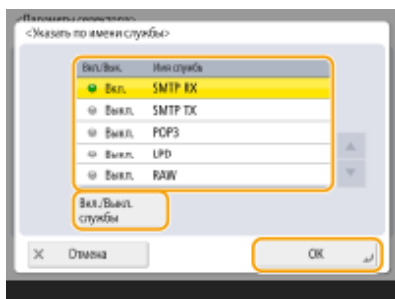 <Параметры селектора>
<Указать по имени службы>
Вкл./Выкл. Имя службы
Вкл. SMTP RX
Выкл. SMTP TX
Выкл. POP3
Выкл. LPD
Выкл. RAW
Вкл./Выкл.
службы
Отмена OK